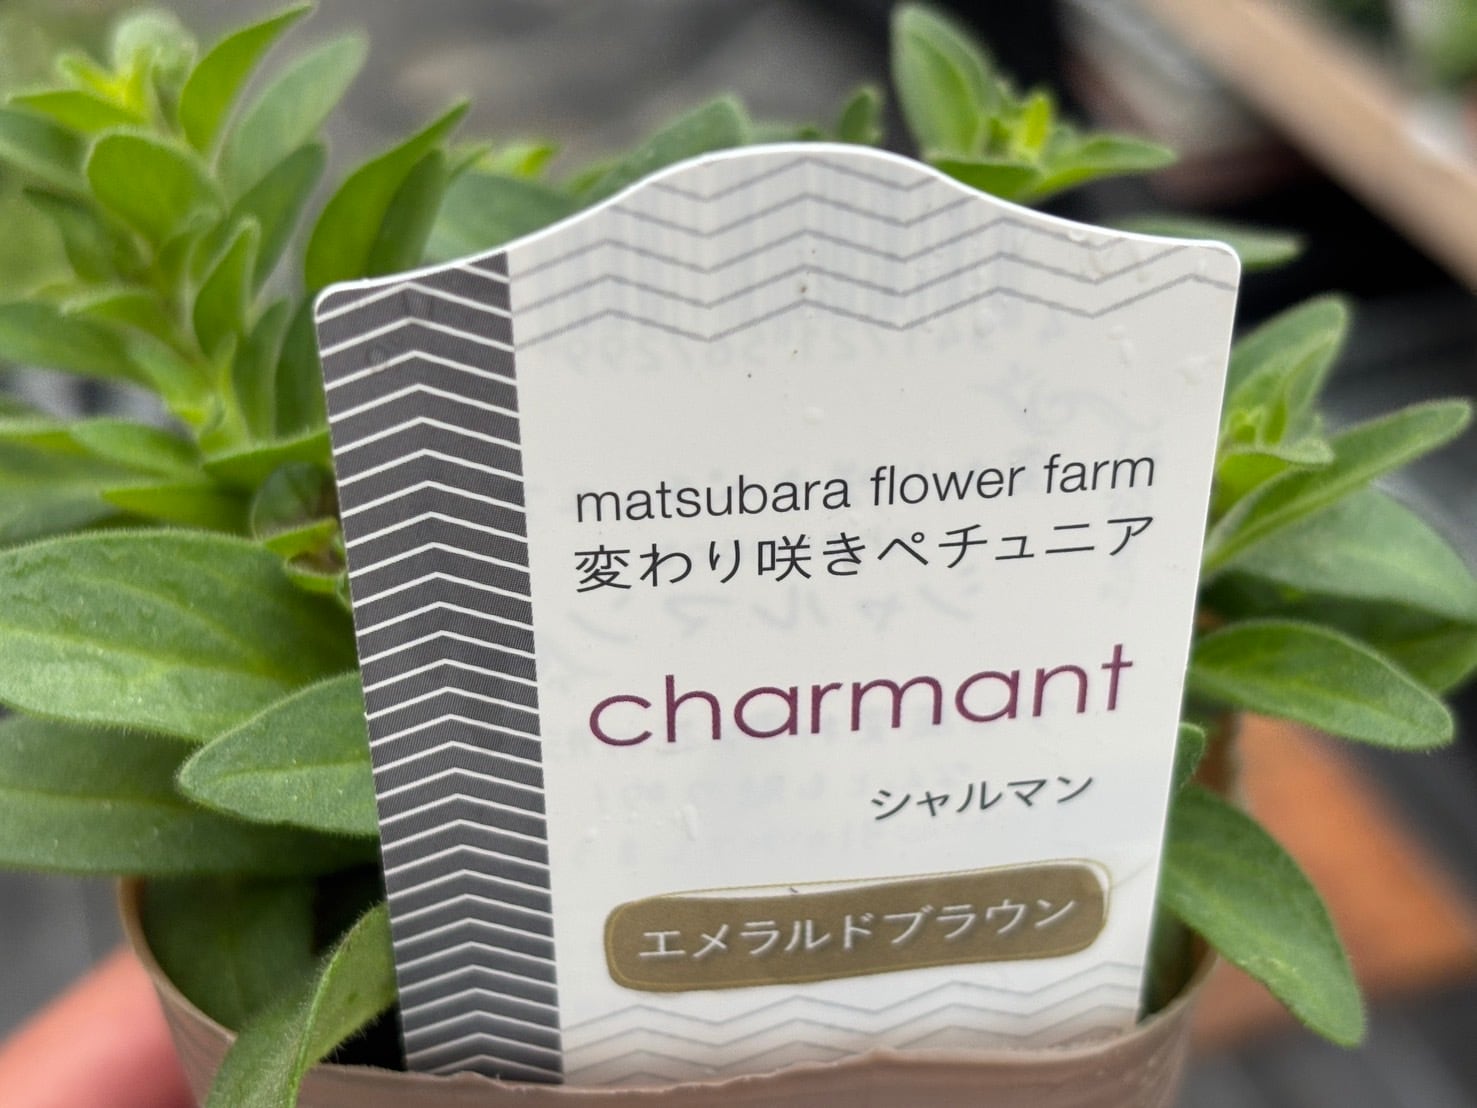 matsubara flower farm
変わり咲きペチュニア
charmant
シャルマン
エメラルドブラウン